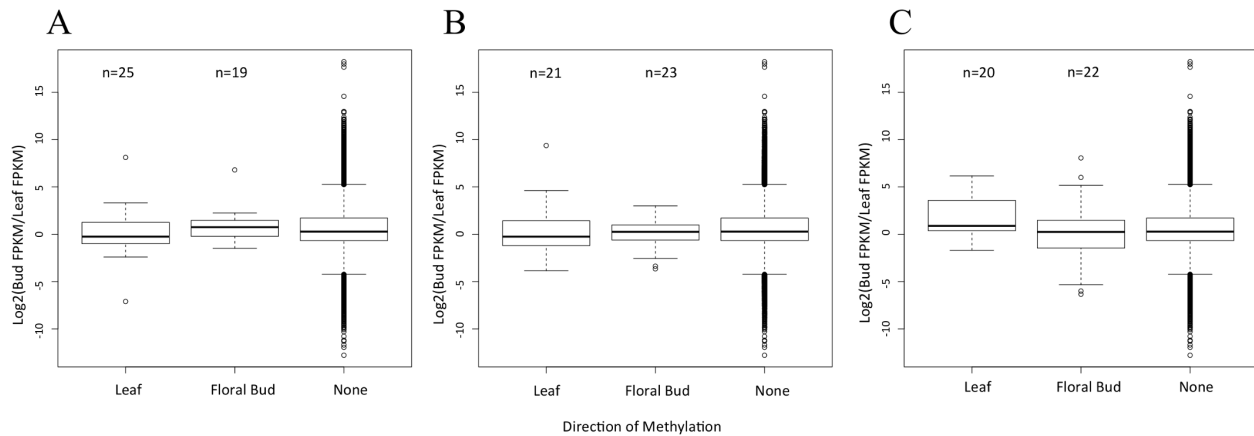 A
n=25
n=19
Log2(Bud FPKM/Leaf FPKM)
15
10
5
0
-5
-10
Leaf
Floral Bud
None
B
n=21
n=23
Log2(Bud FPKM/Leaf FPKM)
15
10
5
0
-5
-10
Leaf
Floral Bud
None
C
n=20
n=22
Log2(Bud FPKM/Leaf FPKM)
15
10
5
0
-5
-10
Leaf
Floral Bud
None
Direction of Methylation